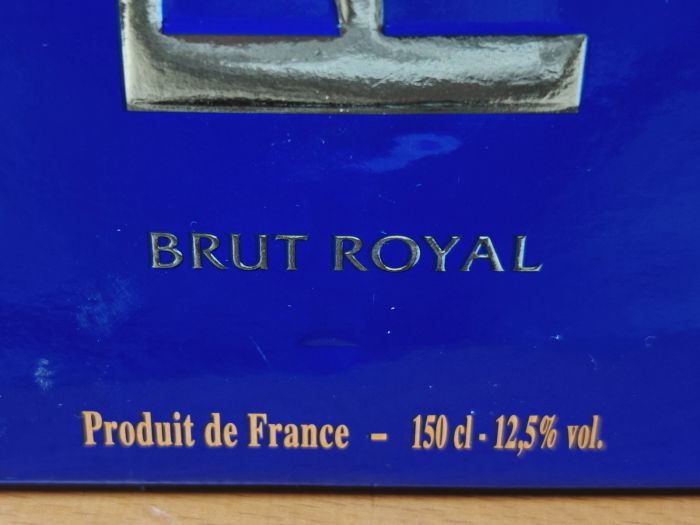 BRUT ROYAL
Produit de France – 150 cl - 12,5% vol.